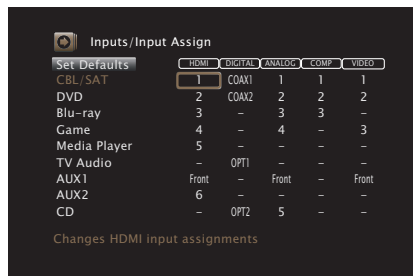 Inputs/Input Assign
Set Defaults HDMI DIGITAL ANALOG COMP VIDEO
CBL/SAT 1 COAX1 1 1 1
DVD 2 COAX2 2 2 2
Blu-ray 3 – 3 3 –
Game 4 – 4 – 3
Media Player 5 – – – –
TV Audio – OPT1 – – –
AUX1 Front – Front – Front
AUX2 6 – – – –
CD – OPT2 5 – –
Changes HDMI input assignments